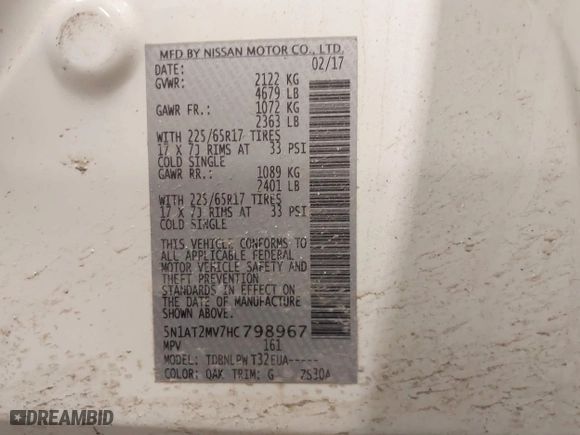 MFD BY NISSAN MOTOR CO., LTD.
DATE: 02/17
GVWR: 2122 KG
4679 LB
GAWR FR.: 1072 KG
2363 LB
WITH 225/65R17 TIRES
17 X 7J RIMS AT 33 PSI
COLD SINGLE
GAWR RR.: 1089 KG
2401 LB
WITH 225/65R17 TIRES
17 X 7J RIMS AT 33 PSI
COLD SINGLE
THIS VEHICLE CONFORMS TO
ALL APPLICABLE FEDERAL
MOTOR VEHICLE SAFETY AND
THEFT PREVENTION
STANDARDS IN EFFECT ON
THE DATE OF MANUFACTURE
SHOWN ABOVE.
5N1AT2MV7HC798967
MPV 161
MODEL: TDBNLPW T32EUA-----
COLOR: QAK TRIM: G 7530A
DREAMBID